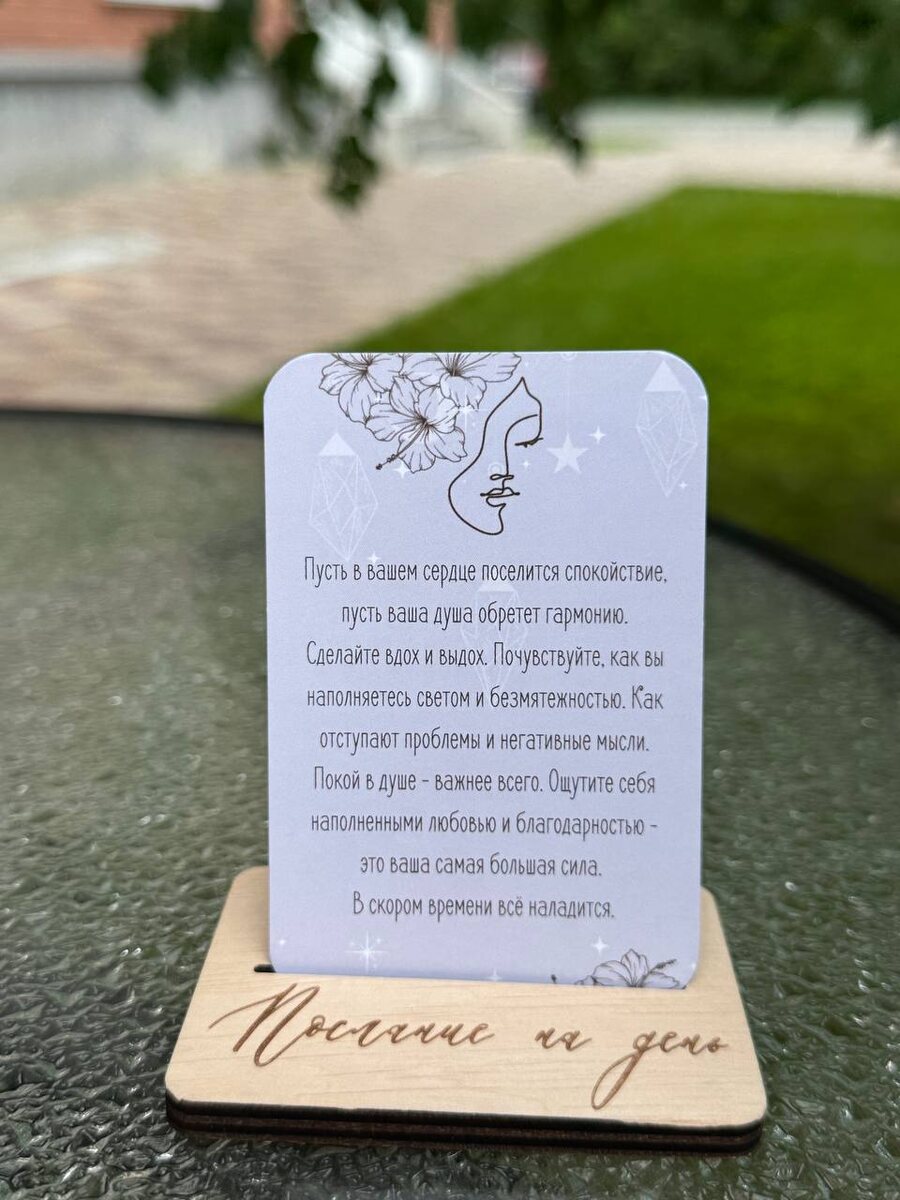 Пусть в вашем сердце поселится спокойствие,
пусть ваша душа обретет гармонию.
Сделайте вдох и выдох. Почувствуйте, как вы
наполняетесь светом и безмятежностью. Как
отступают проблемы и негативные мысли.
Покой в душе - важнее всего. Ощутите себя
наполненными любовью и благодарностью -
это ваша самая большая сила.
В скором времени всё наладится.
Послание на день